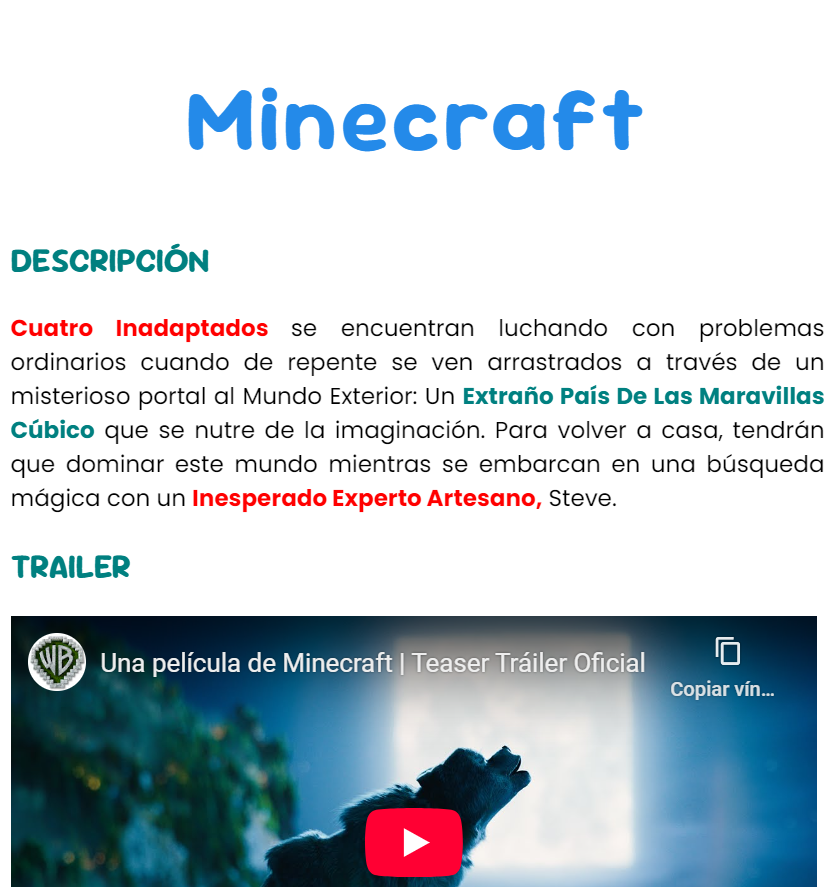 Minecraft
DESCRIPCIÓN
Cuatro Inadaptados se encuentran luchando con problemas
ordinarios cuando de repente se ven arrastrados a través de un
misterioso portal al Mundo Exterior: Un Extraño País De Las Maravillas
Cúbico que se nutre de la imaginación. Para volver a casa, tendrán
que dominar este mundo mientras se embarcan en una búsqueda
mágica con un Inesperado Experto Artesano, Steve.
TRAILER
WB
Una película de Minecraft | Teaser Tráiler Oficial
Copiar vín...